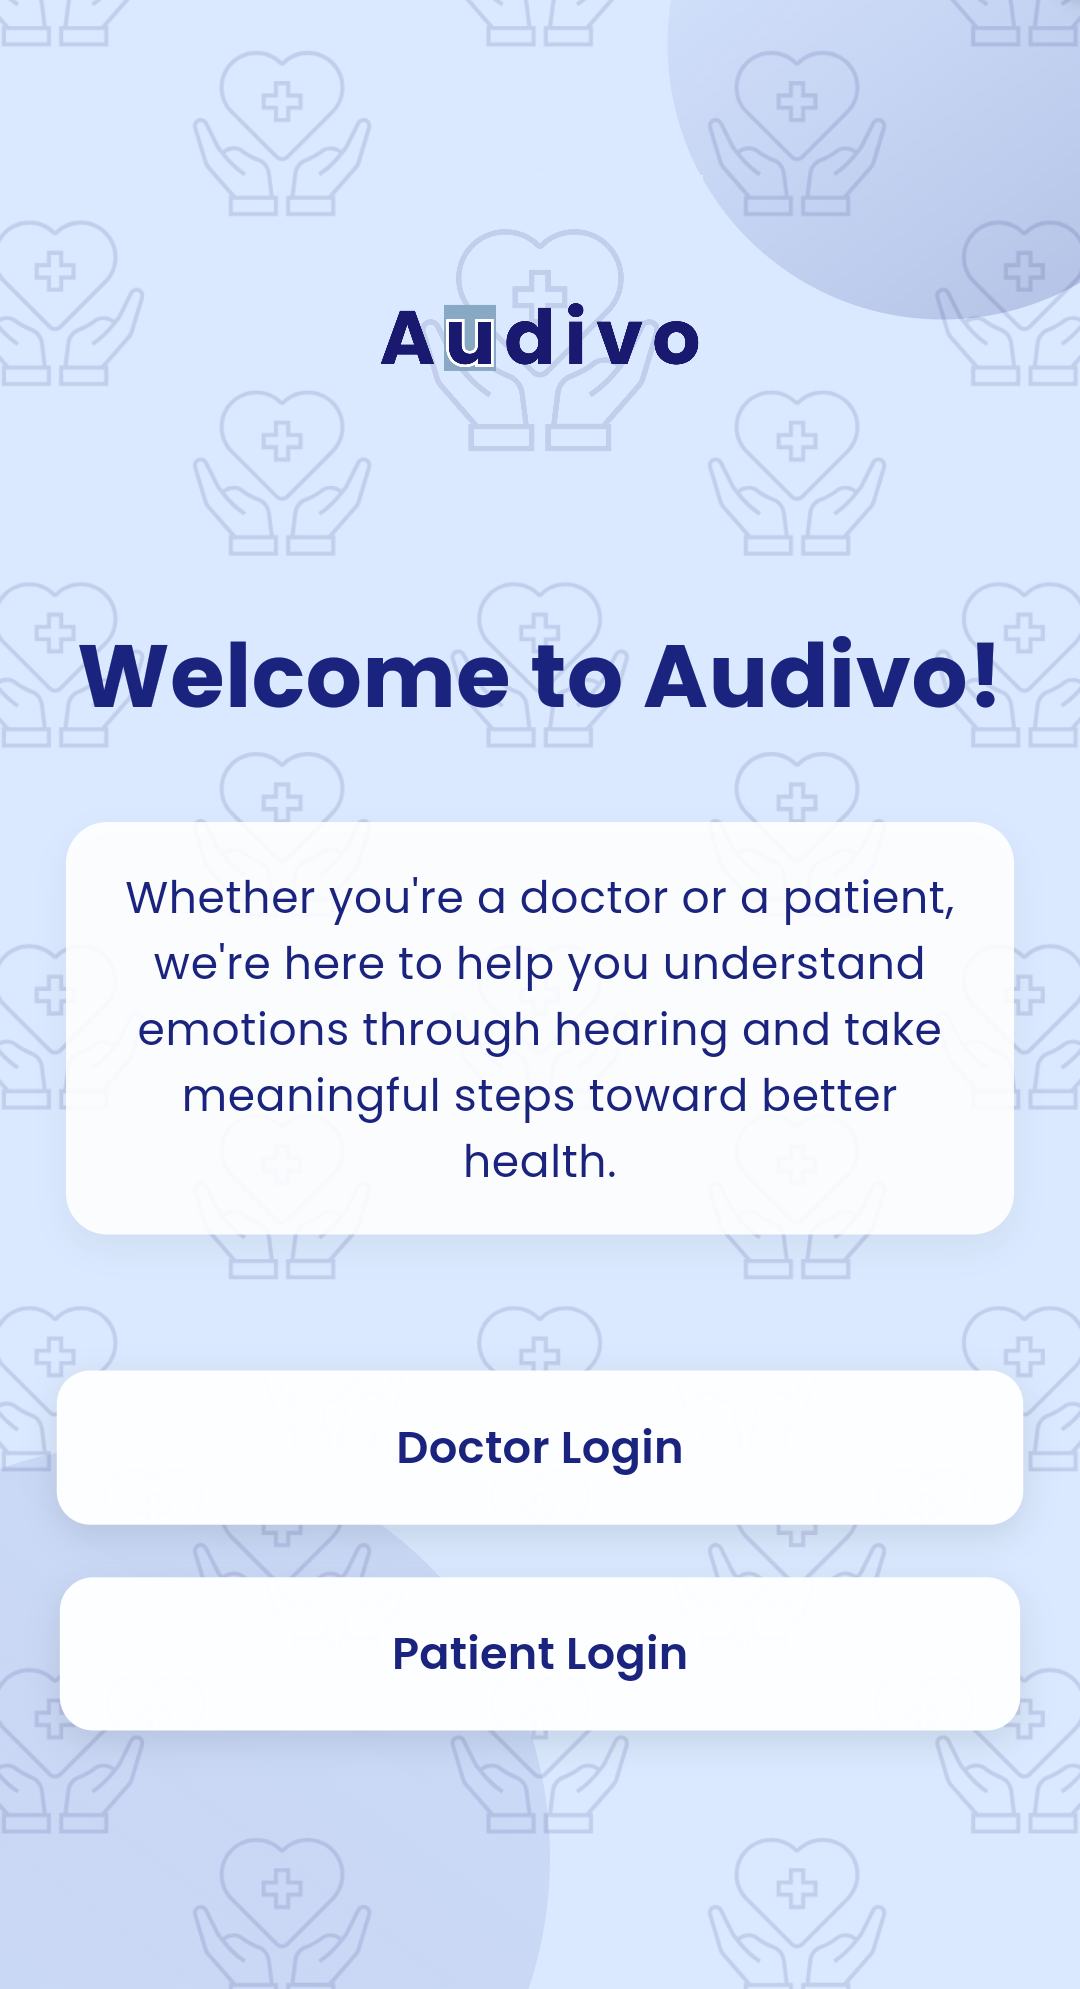 Audivo
Welcome to Audivo!
Whether you're a doctor or a patient,
we're here to help you understand
emotions through hearing and take
meaningful steps toward better
health.
Doctor Login
Patient Login